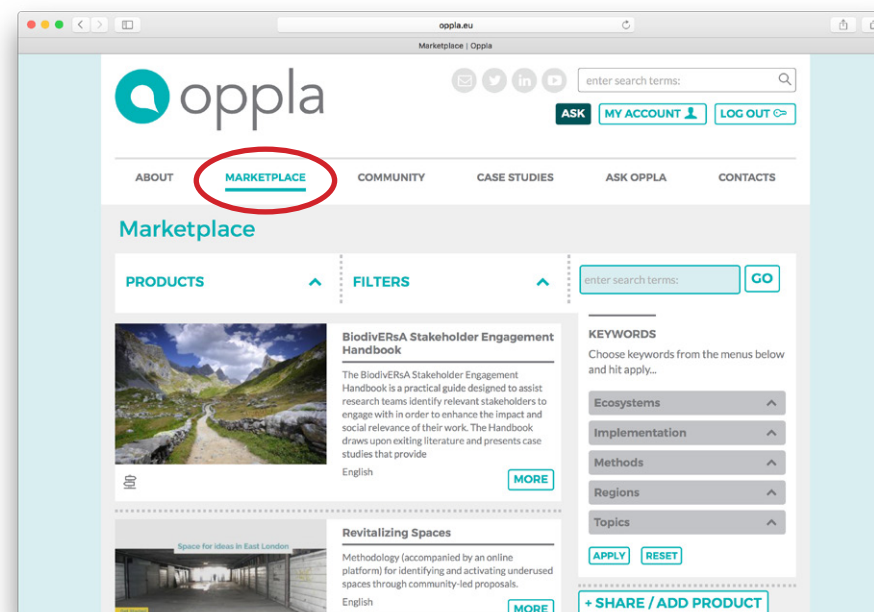 oppla.eu
Marketplace | Oppla
oppla
enter search terms:
ASK
MY ACCOUNT
LOG OUT
ABOUT
MARKETPLACE
COMMUNITY
CASE STUDIES
ASK OPPLA
CONTACTS
Marketplace
PRODUCTS
FILTERS
enter search terms:
GO
BiodivERsA Stakeholder Engagement
Handbook
The BiodivERsA Stakeholder Engagement
Handbook is a practical guide designed to assist
research teams identify relevant stakeholders to
engage with in order to enhance the impact and
social relevance of their work. The Handbook
draws upon exiting literature and presents case
studies that provide
English
MORE
KEYWORDS
Choose keywords from the menus below
and hit apply...
Ecosystems
Implementation
Methods
Regions
Topics
APPLY
RESET
Space for ideas in East London
Revitalizing Spaces
Methodology (accompanied by an online
platform) for identifying and activating underused
spaces through community-led proposals.
English
MORE
+ SHARE / ADD PRODUCT